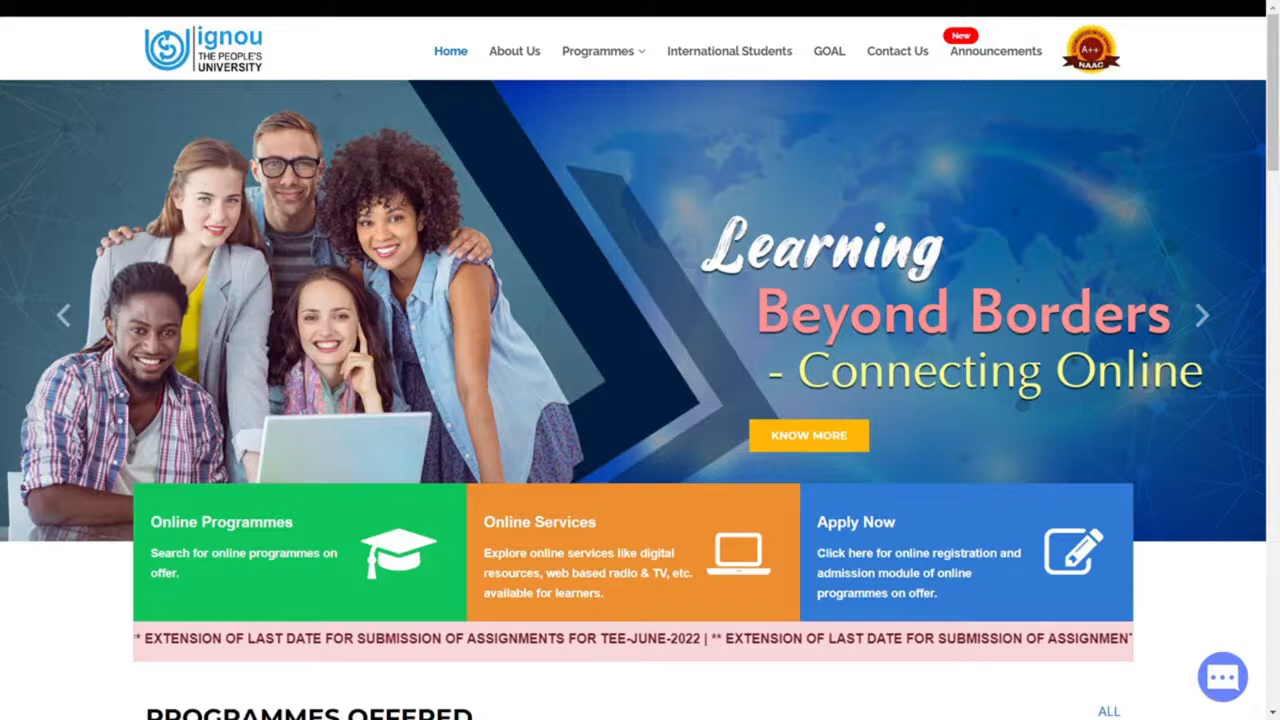 ignou
THE PEOPLE'S
UNIVERSITY
Home
About Us
Programmes
International Students
GOAL
Contact Us
New
Announcements
A++
NAAC
Learning
Beyond Borders
- Connecting Online
KNOW MORE
Online Programmes
Search for online programmes on
offer.
Online Services
Explore online services like digital
resources, web based radio & TV, etc.
available for learners.
Apply Now
Click here for online registration and
admission module of online
programmes on offer.
* EXTENSION OF LAST DATE FOR SUBMISSION OF ASSIGNMENTS FOR TEE-JUNE-2022 | ** EXTENSION OF LAST DATE FOR SUBMISSION OF ASSIGNMENT
PROGRAMMES OFFERED
ALL